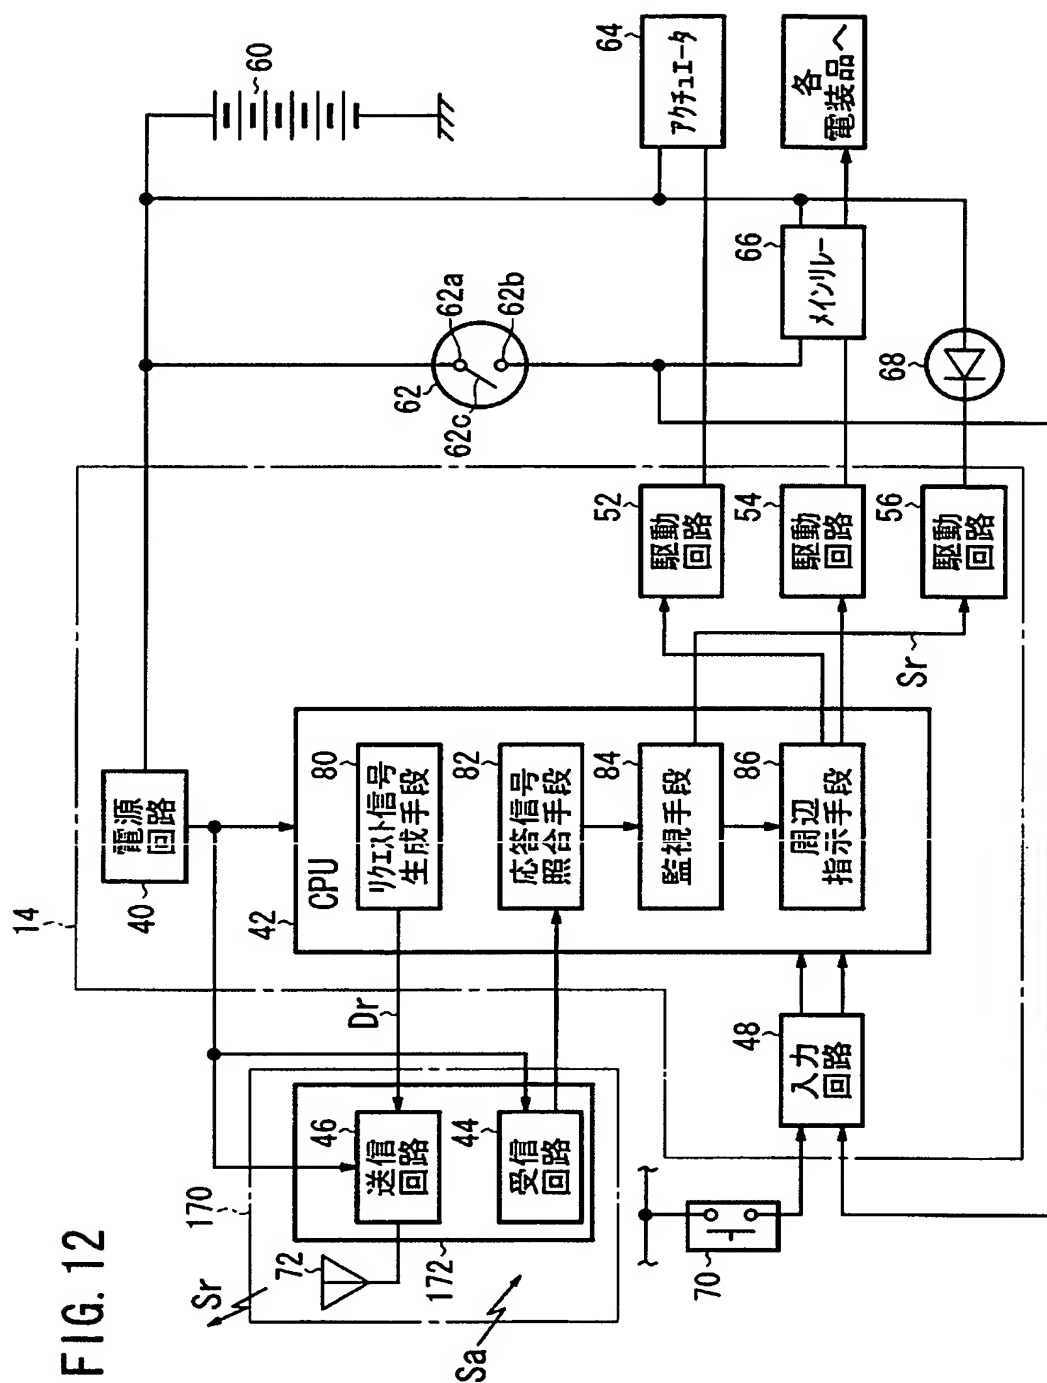 FIG. 12
14
40
電源
回路
60
64
アクチュエータ
各
電装品へ
66
メインリレー
62
62a
62b
62c
68
52
駆動
回路
54
駆動
回路
56
駆動
回路
Sr
42
CPU
80
リクエスト信号
生成手段
82
応答信号
照合手段
84
監視手段
86
周辺
指示手段
Dr
170
46
送信
回路
44
受信
回路
48
入力
回路
72
172
70
Sr
Sa